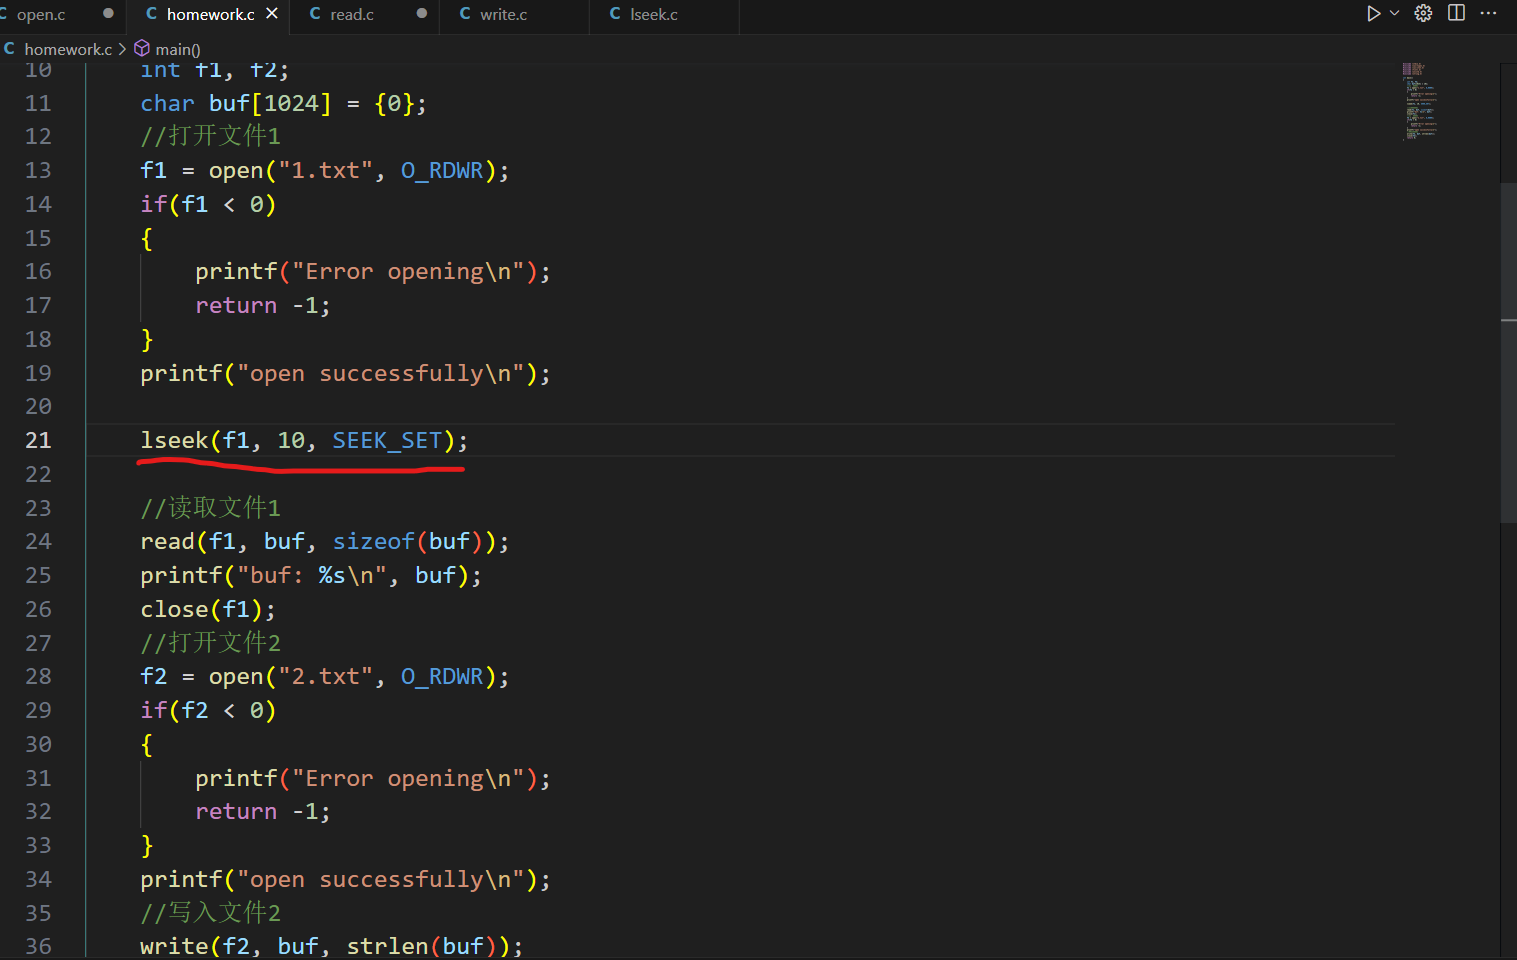 C open.c C homework.c C read.c C write.c C lseek.c
C homework.c > main()
10 int f1, f2;
11 char buf[1024] = {0};
12 //打开文件1
13 f1 = open("1.txt", O_RDWR);
14 if(f1 < 0)
15 {
16 printf("Error opening\n");
17 return -1;
18 }
19 printf("open successfully\n");
20
21 lseek(f1, 10, SEEK_SET);
22
23 //读取文件1
24 read(f1, buf, sizeof(buf));
25 printf("buf: %s\n", buf);
26 close(f1);
27 //打开文件2
28 f2 = open("2.txt", O_RDWR);
29 if(f2 < 0)
30 {
31 printf("Error opening\n");
32 return -1;
33 }
34 printf("open successfully\n");
35 //写入文件2
36 write(f2, buf, strlen(buf));